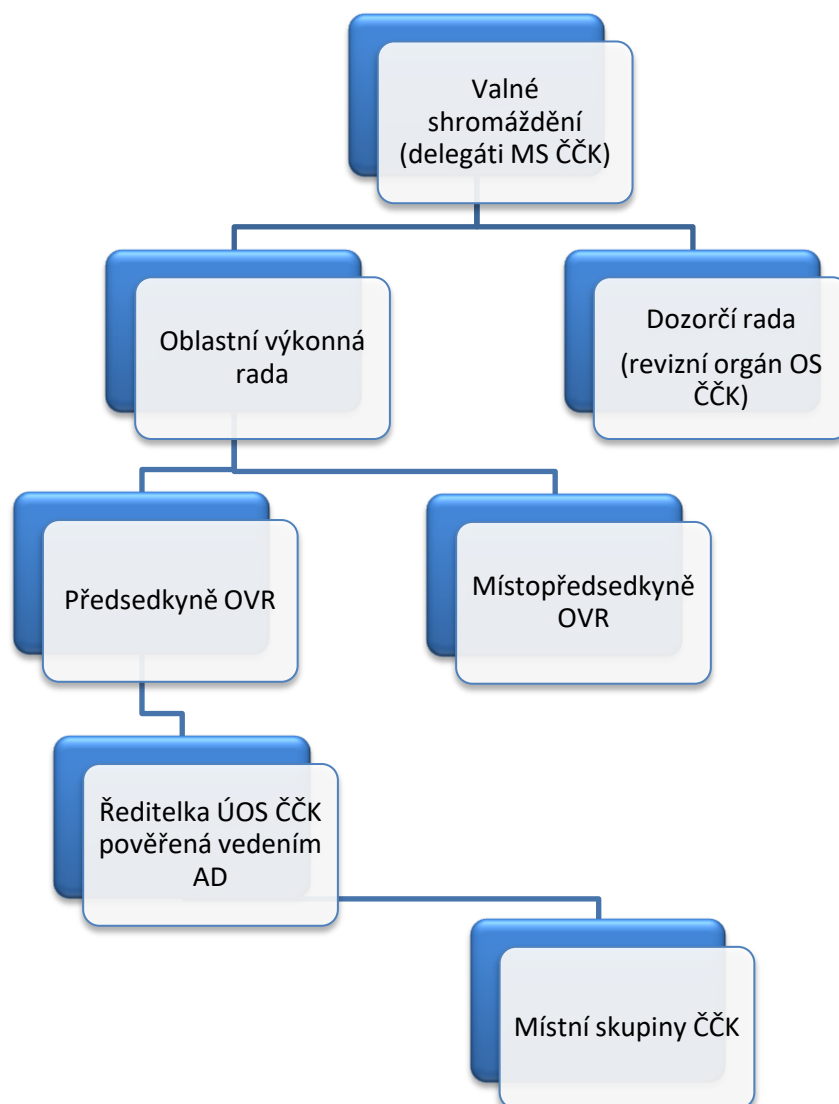 Valné
shromáždění
(delegáti MS ČČK)
Oblastní výkonná
rada
Dozorčí rada
(revizní orgán OS
ČČK)
Předsedkyně OVR
Místopředsedkyně
OVR
Ředitelka ÚOS ČČK
pověřená vedením
AD
Místní skupiny ČČK